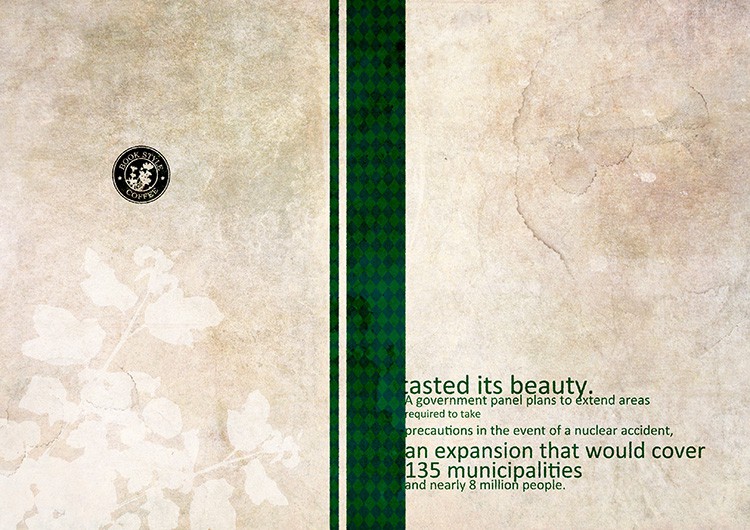 BOOK STYLE
COFFEE
tasted its beauty.
A government panel plans to extend areas
required to take
precautions in the event of a nuclear accident,
an expansion that would cover
135 municipalities
and nearly 8 million people.